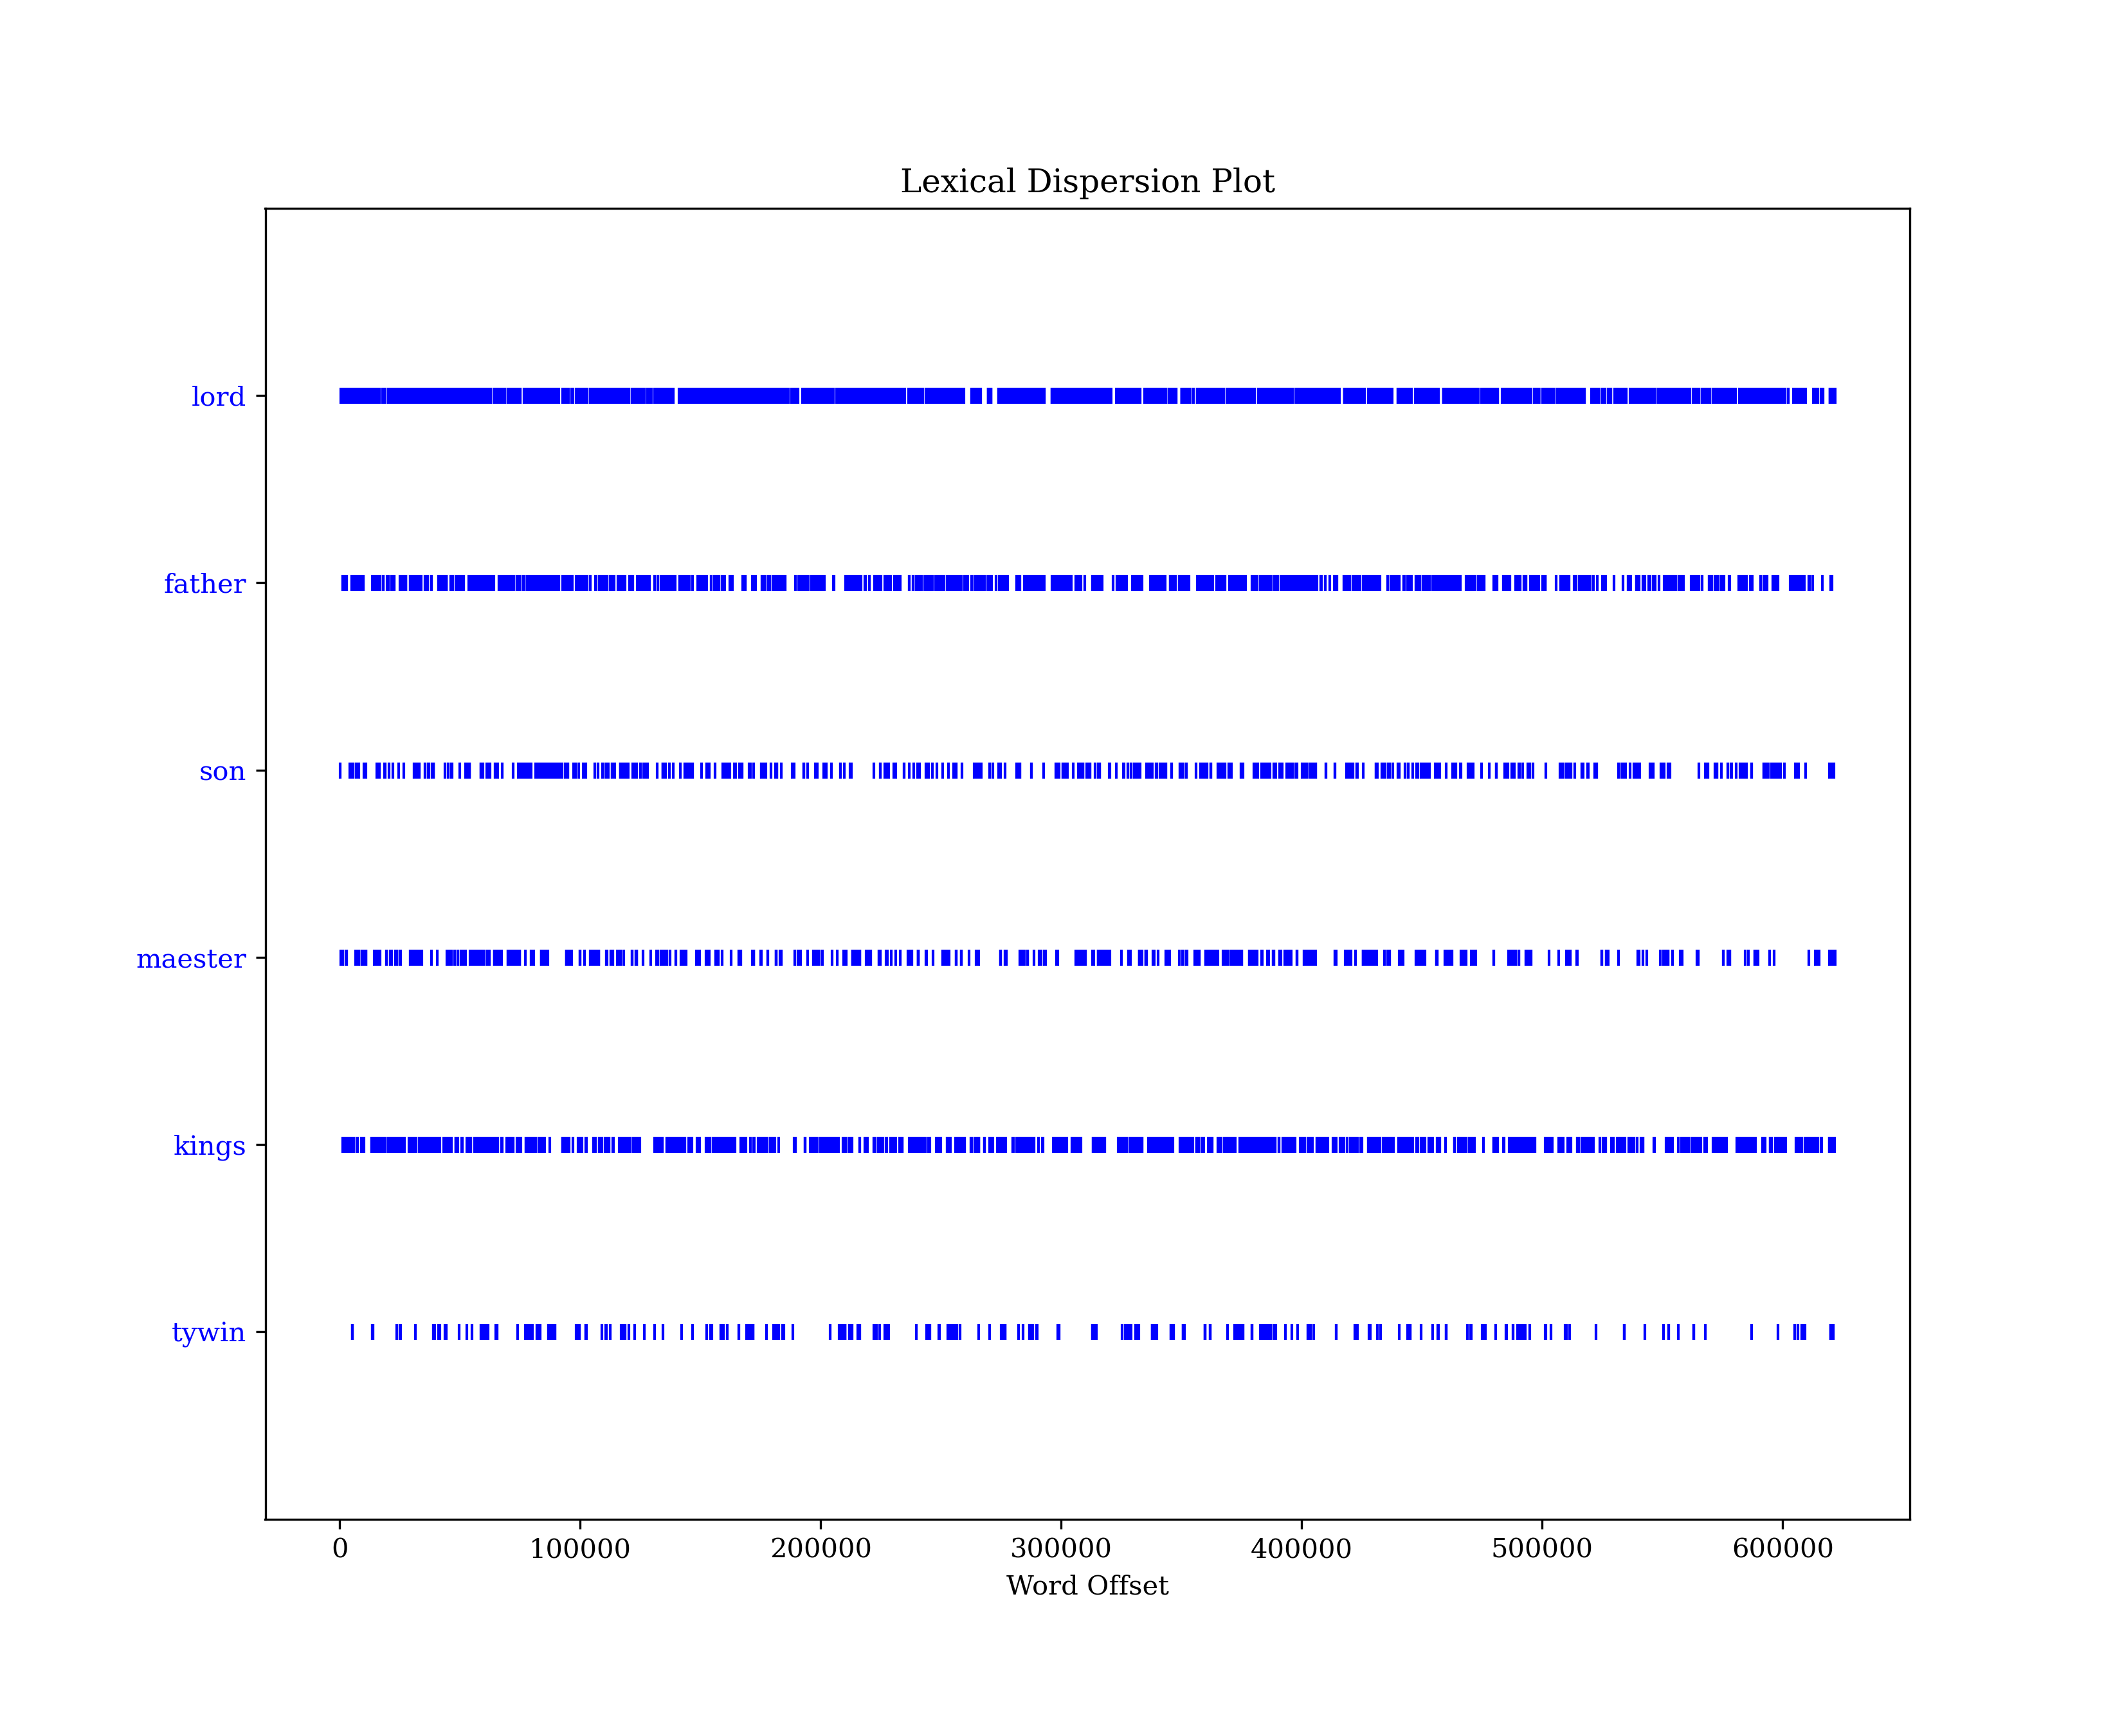 Lexical Dispersion Plot
lord
father
son
maester
kings
tywin
0 100000 200000 300000 400000 500000 600000
Word Offset